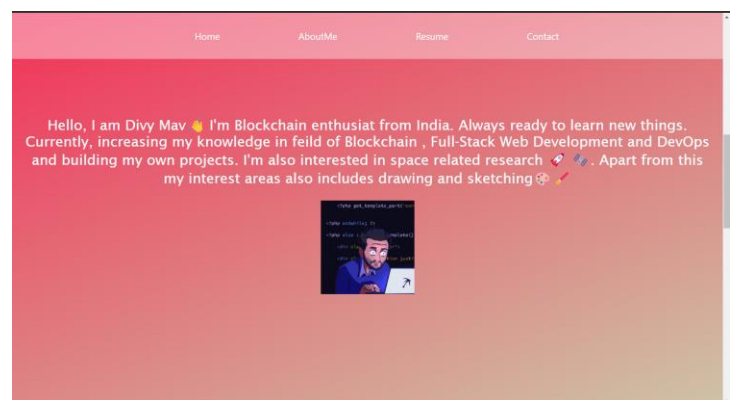 Home AboutMe Resume Contact
Hello, I am Divy Mav 👋 I'm Blockchain enthusiat from India. Always ready to learn new things.
Currently, increasing my knowledge in feild of Blockchain , Full-Stack Web Development and DevOps
and building my own projects. I'm also interested in space related research 🚀 🛰️ . Apart from this
my interest areas also includes drawing and sketching🎨 🖌️